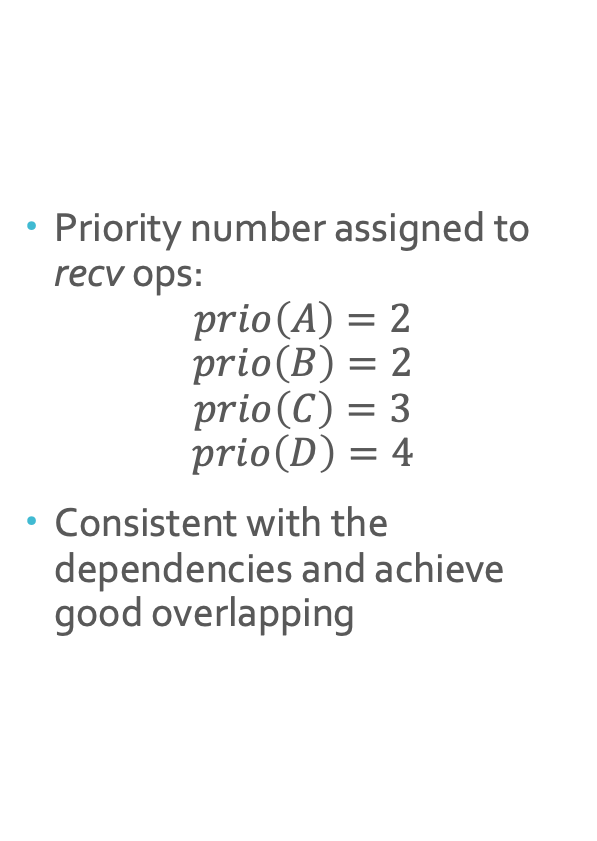 • Priority number assigned to
recv ops:
prio(A) = 2
prio(B) = 2
prio(C) = 3
prio(D) = 4
• Consistent with the
dependencies and achieve
good overlapping